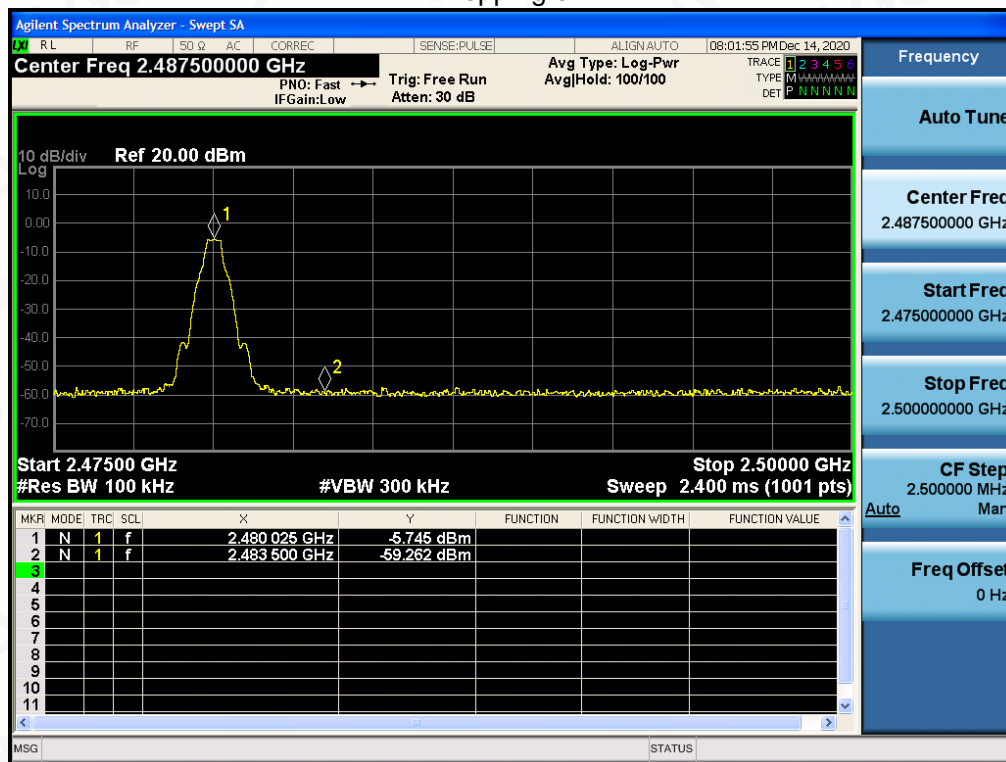 Agilent Spectrum Analyzer - Swept SA
LXI RL RF 50 Ω AC CORREC SENSE:PULSE ALIGN AUTO 08:01:55 PM Dec 14, 2020
Center Freq 2.487500000 GHz
PNO: Fast
IFGain:Low
Trig: Free Run
Atten: 30 dB
Avg Type: Log-Pwr
Avg|Hold: 100/100
TRACE 1 2 3 4 5 6
TYPE M W W W W W
DET P N N N N N
10 dB/div Ref 20.00 dBm
Log
10.0
0.00
-10.0
-20.0
-30.0
-40.0
-50.0
-60.0
-70.0
1
2
Start 2.47500 GHz Stop 2.50000 GHz
#Res BW 100 kHz #VBW 300 kHz Sweep 2.400 ms (1001 pts)
MKR MODE TRC SCL X Y FUNCTION FUNCTION WIDTH FUNCTION VALUE
1 N 1 f 2.480 025 GHz -5.745 dBm
2 N 1 f 2.483 500 GHz -59.262 dBm
3
4
5
6
7
8
9
10
11
MSG STATUS
Frequency
Auto Tune
Center Freq
2.487500000 GHz
Start Freq
2.475000000 GHz
Stop Freq
2.500000000 GHz
CF Step
2.500000 MHz
Auto Man
Freq Offset
0 Hz